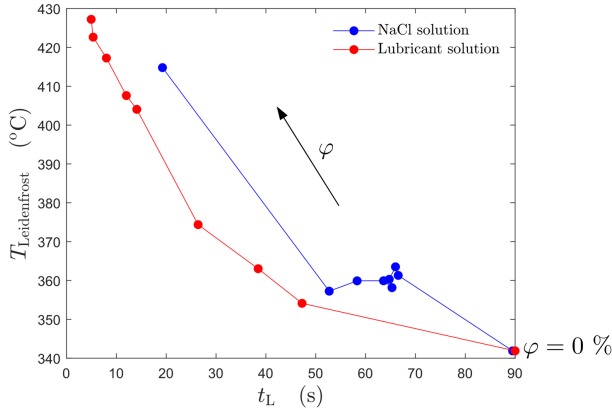 430
420
410
400
390
380
370
360
350
340
T_Leidenfrost (°C)
NaCl solution
Lubricant solution
φ
φ = 0 %
0 10 20 30 40 50 60 70 80 90
t_L (s)